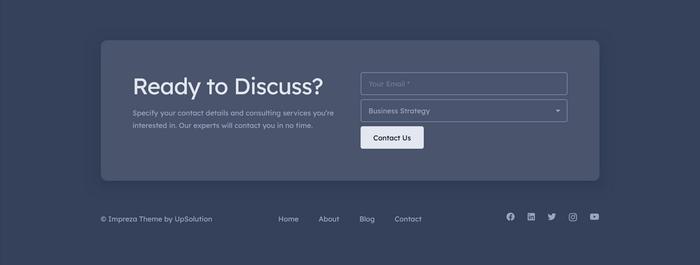 Ready to Discuss?
Specify your contact details and consulting services you're
interested in. Our experts will contact you in no time.
Your Email *
Business Strategy
Contact Us
© Impreza Theme by UpSolution
Home
About
Blog
Contact